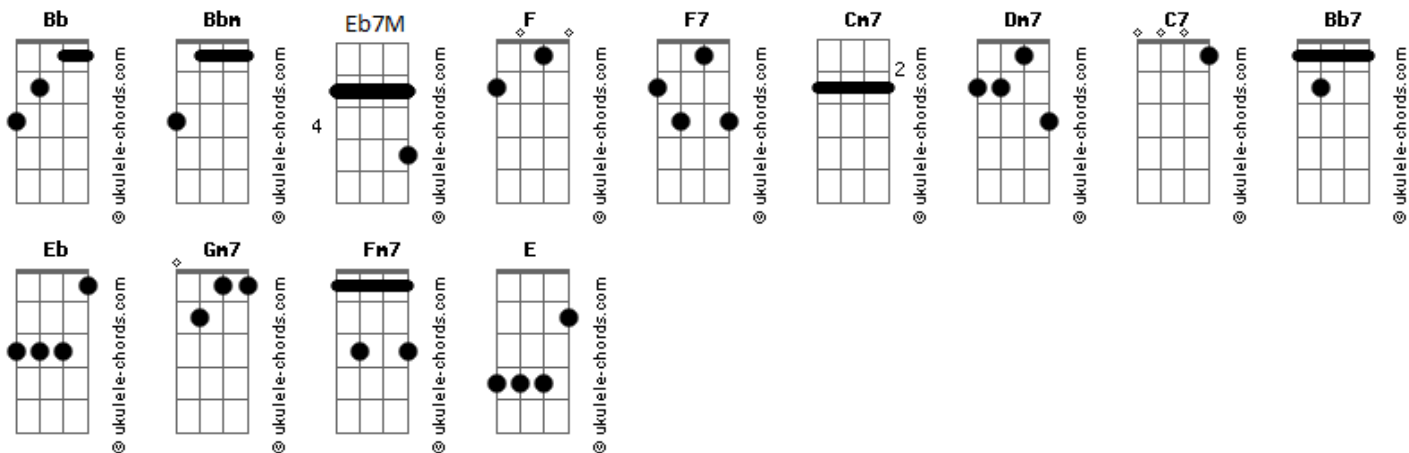 Bb Bbm Eb7M F F7 Cm7 Dm7 C7 Bb7
4 2
© ukulele-chords.com © ukulele-chords.com © ukulele-chords.com © ukulele-chords.com © ukulele-chords.com © ukulele-chords.com © ukulele-chords.com © ukulele-chords.com © ukulele-chords.com
Eb Gm7 Fm7 E
© ukulele-chords.com © ukulele-chords.com © ukulele-chords.com © ukulele-chords.com